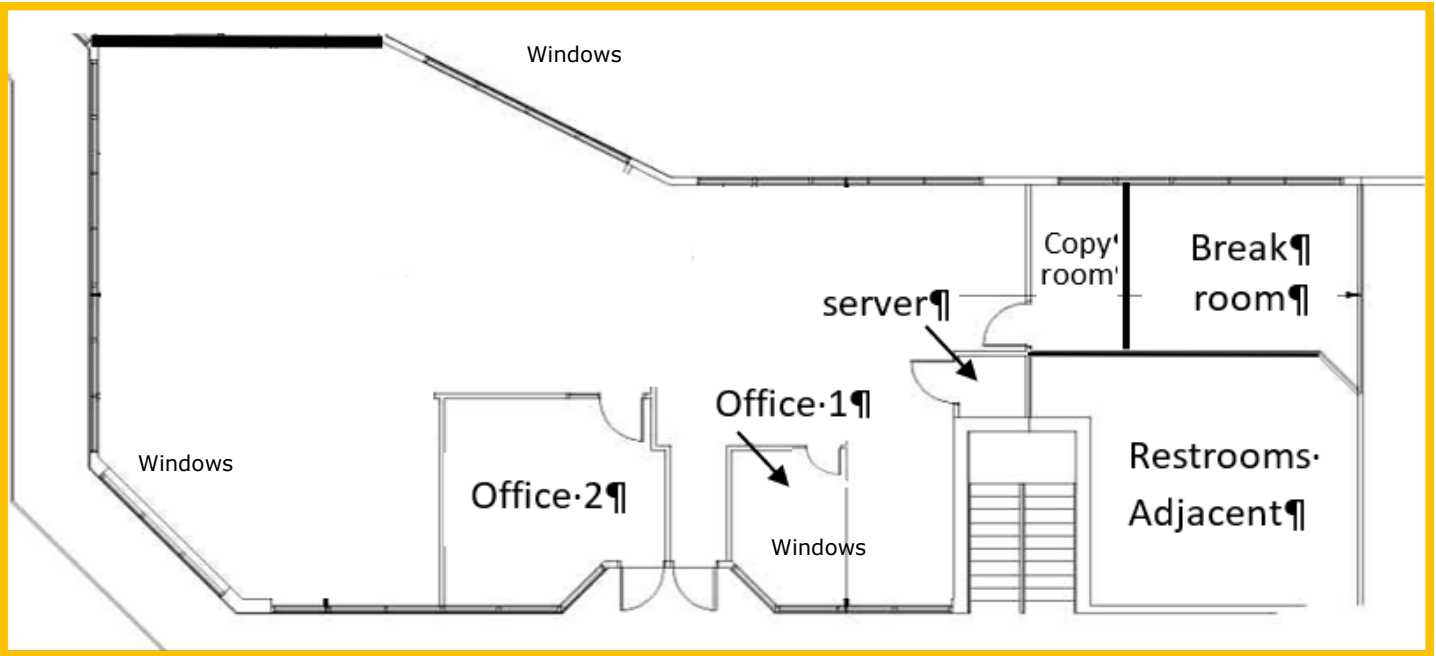 Windows
Copy
room
Break¶
room¶
server¶
Office·1¶
Windows
Restrooms·
Adjacent¶
Office·2¶
Windows